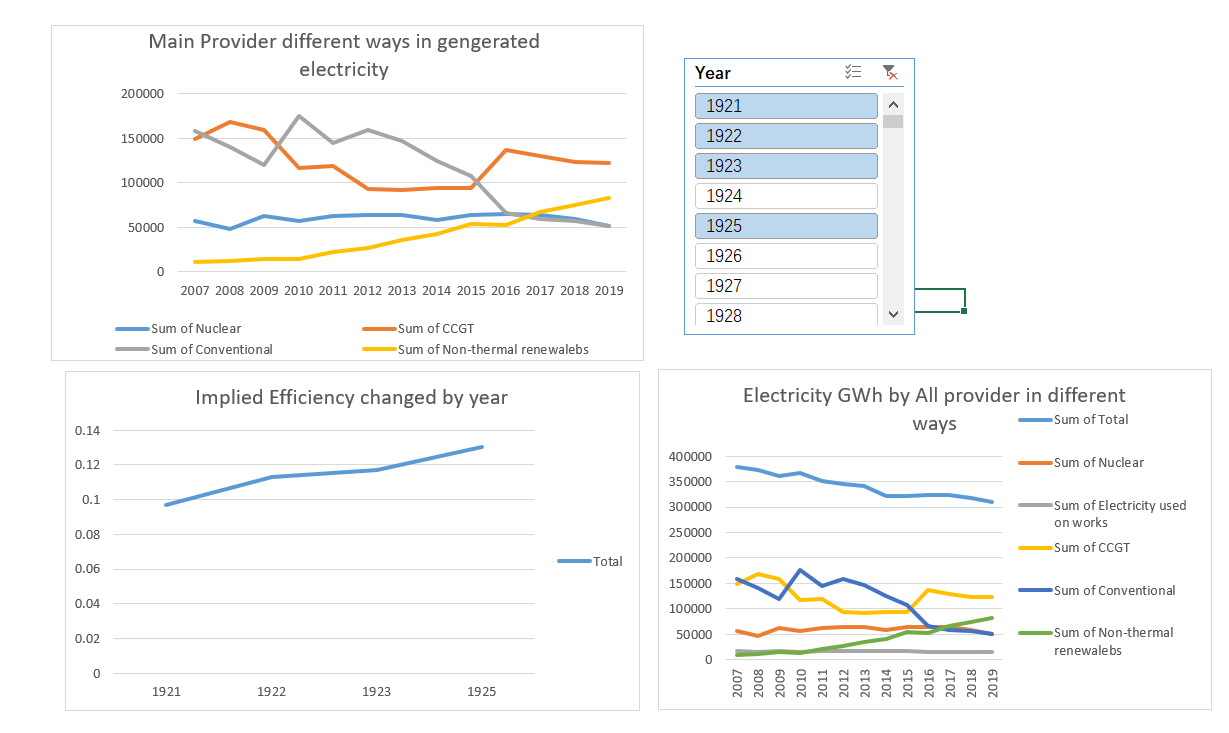 Main Provider different ways in gengerated
electricity
200000
150000
100000
50000
0
2007 2008 2009 2010 2011 2012 2013 2014 2015 2016 2017 2018 2019
Sum of Nuclear
Sum of CCGT
Sum of Conventional
Sum of Non-thermal renewalebs
Year
1921
1922
1923
1924
1925
1926
1927
1928
Implied Efficiency changed by year
0.14
0.12
0.1
0.08
0.06
0.04
0.02
0
1921 1922 1923 1925
Total
Electricity GWh by All provider in different
ways
400000
350000
300000
250000
200000
150000
100000
50000
0
2007 2008 2009 2010 2011 2012 2013 2014 2015 2016 2017 2018 2019
Sum of Total
Sum of Nuclear
Sum of Electricity used
on works
Sum of CCGT
Sum of Conventional
Sum of Non-thermal
renewalebs